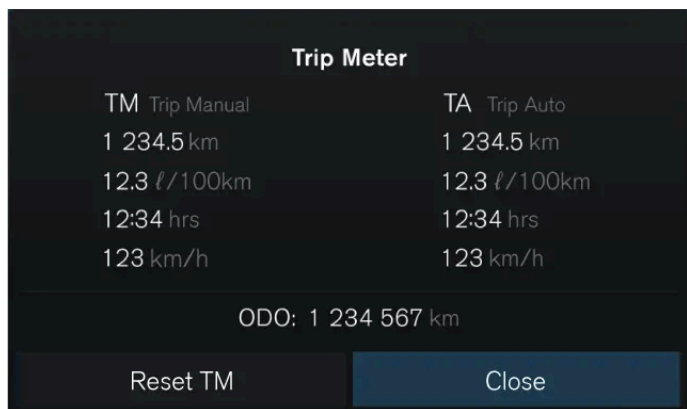 Trip Meter
TM Trip Manual TA Trip Auto
1 234.5 km 1 234.5 km
12.3 ℓ/100km 12.3 ℓ/100km
12:34 hrs 12:34 hrs
123 km/h 123 km/h
ODO: 1 234 567 km
Reset TM Close